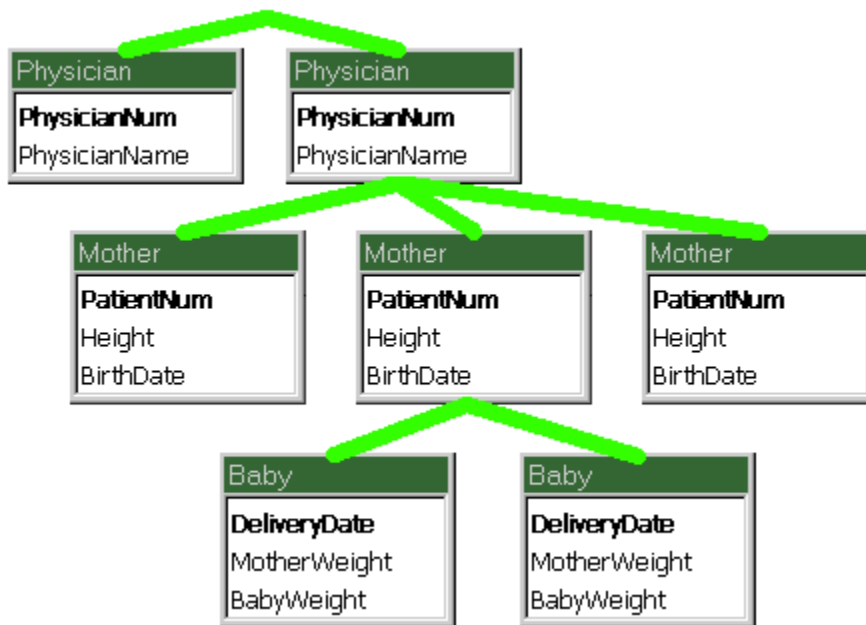 Physician
PhysicianNum
PhysicianName
Physician
PhysicianNum
PhysicianName
Mother
PatientNum
Height
BirthDate
Mother
PatientNum
Height
BirthDate
Mother
PatientNum
Height
BirthDate
Baby
DeliveryDate
MotherWeight
BabyWeight
Baby
DeliveryDate
MotherWeight
BabyWeight